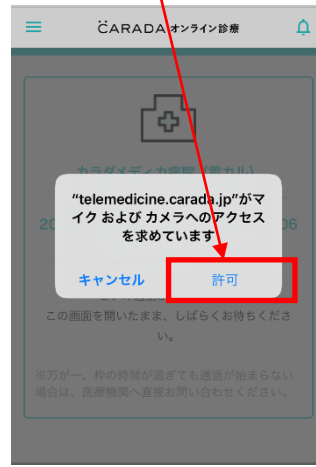 CARADA オンライン診療
カラダメディカ病院（電カル）
"telemedicine.carada.jp"がマ
イク および カメラへのアクセス
を求めています
20
06
キャンセル
許可
この画面を開いたまま、しばらくお待ちくださ
い。
※万が一、枠の時間が過ぎても通話が始まらない
場合は、医療機関へ直接お問い合わせください。